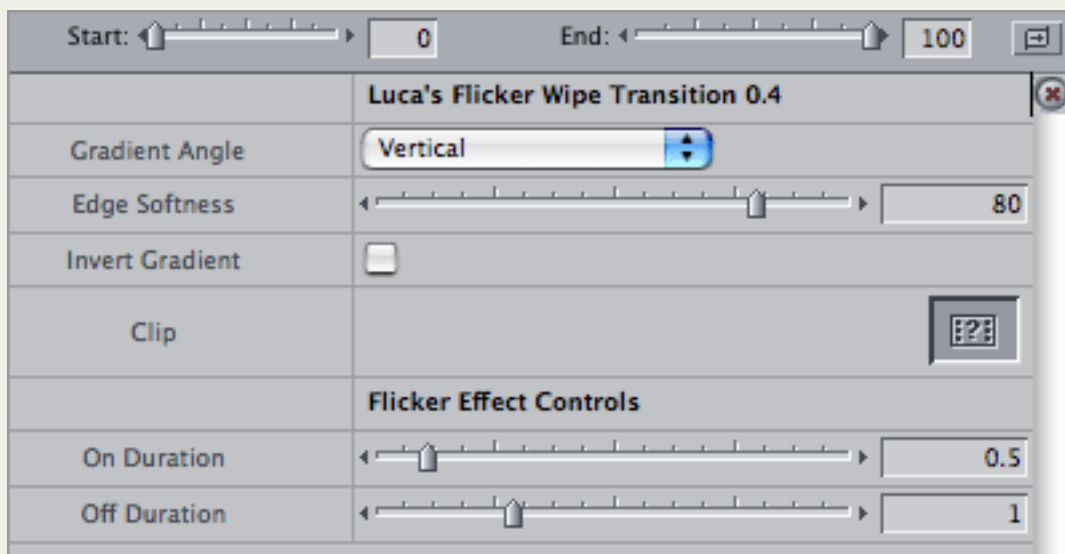 Start: 0 End: 100
Luca's Flicker Wipe Transition 0.4
Gradient Angle Vertical
Edge Softness 80
Invert Gradient
Clip ?
Flicker Effect Controls
On Duration 0.5
Off Duration 1